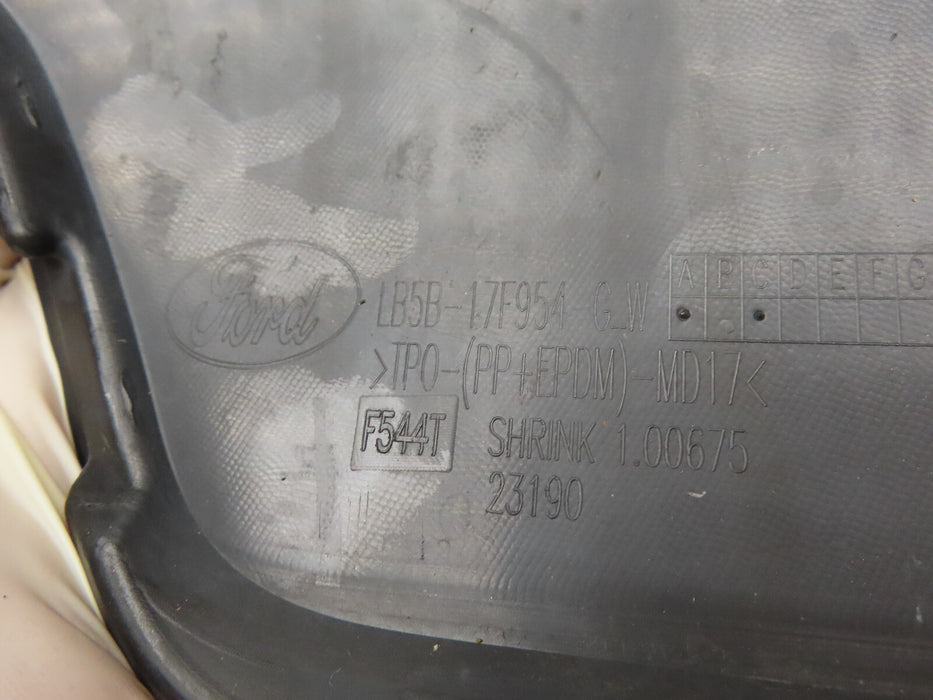 Ford LB5B-17F954 G_W A B C D E F G
>TPO-(PP+EPDM)-MD17<
F544T SHRINK 1.00675
23190